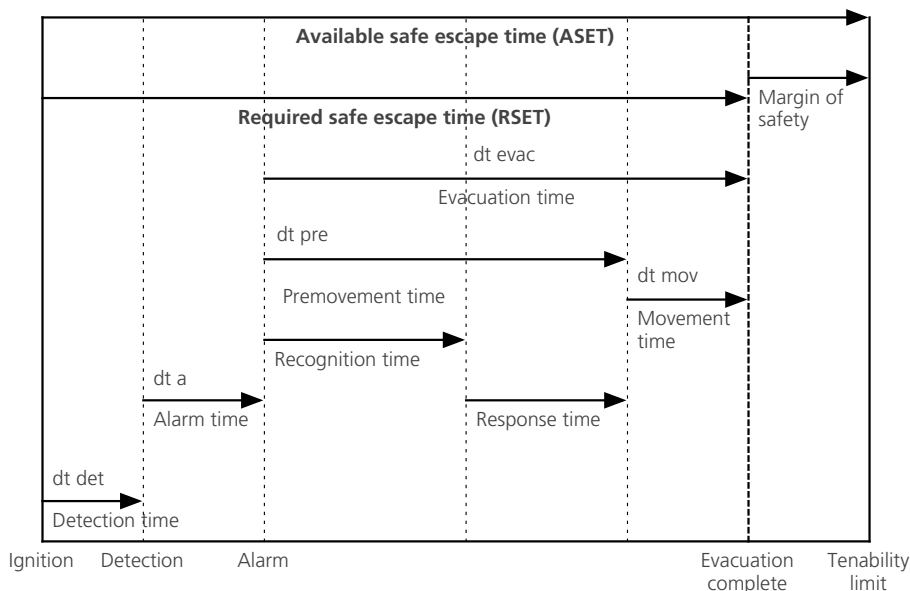 Available safe escape time (ASET)
Margin of
safety
Required safe escape time (RSET)
dt evac
Evacuation time
dt pre
Premovement time
dt mov
Movement
time
Recognition time
dt a
Alarm time
Response time
dt det
Detection time
Ignition
Detection
Alarm
Evacuation
complete
Tenability
limit